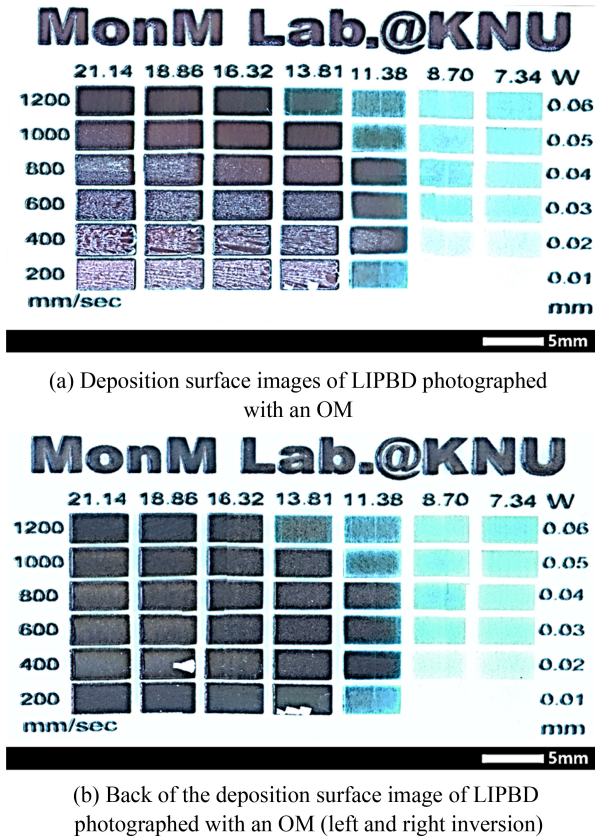 MonM Lab.@KNU
21.14 18.86 16.32 13.81 11.38 8.70 7.34 W
1200 0.06
1000 0.05
800 0.04
600 0.03
400 0.02
200 0.01
mm/sec mm
5mm
(a) Deposition surface images of LIPBD photographed
with an OM
MonM Lab.@KNU
21.14 18.86 16.32 13.81 11.38 8.70 7.34 W
1200 0.06
1000 0.05
800 0.04
600 0.03
400 0.02
200 0.01
mm/sec mm
5mm
(b) Back of the deposition surface image of LIPBD
photographed with an OM (left and right inversion)